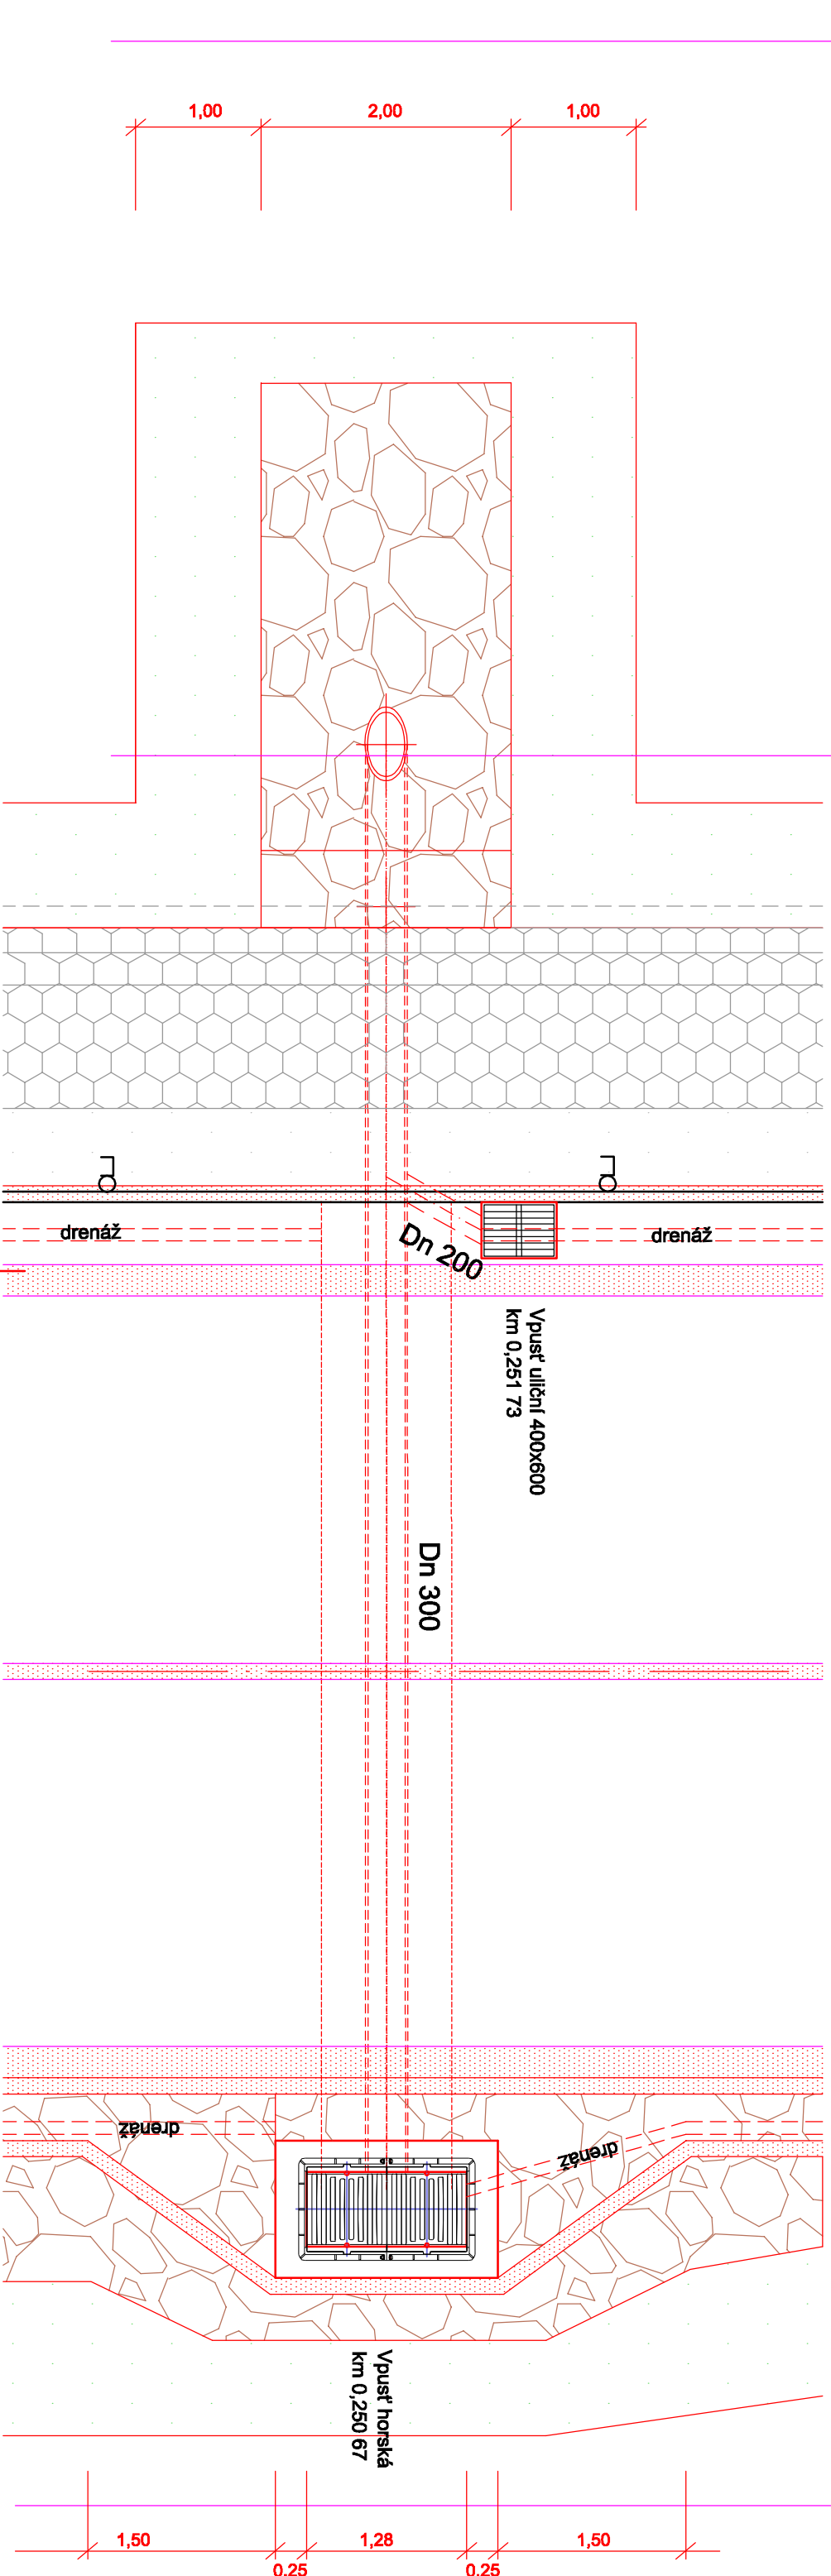 1,00
2,00
1,00
drenáž
Dn 200
drenáž
Vpusť uliční 400x600
km 0,251 73
Dn 300
drenáž
drenáž
Vpusť horská
km 0,250 67
1,50
0,25
1,28
0,25
1,50